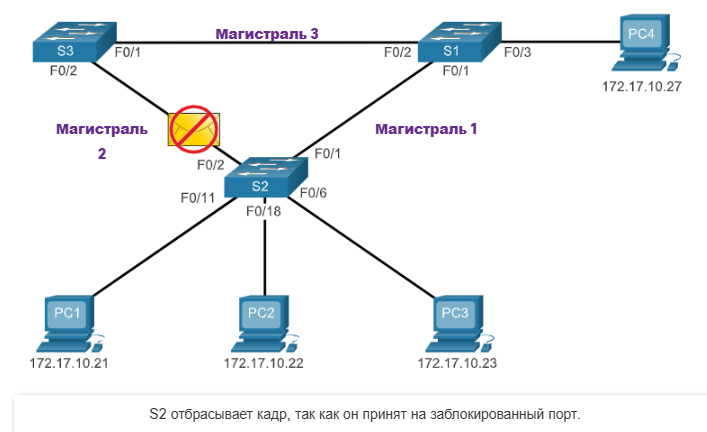 S3
F0/1
Магистраль 3
F0/2
S1
F0/3
PC4
F0/2
F0/1
172.17.10.27
Магистраль
2
Магистраль 1
F0/2
F0/1
S2
F0/11
F0/6
F0/18
PC1
PC2
PC3
172.17.10.21
172.17.10.22
172.17.10.23
S2 отбрасывает кадр, так как он принят на заблокированный порт.